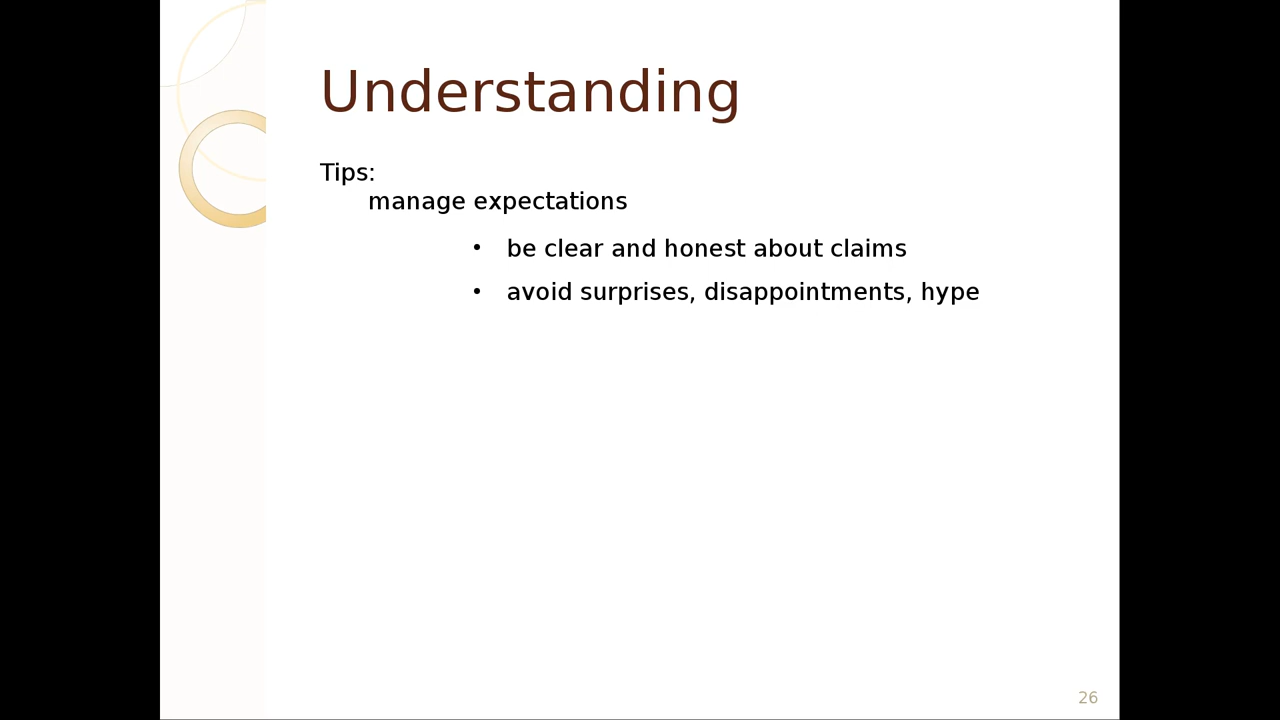 Understanding
Tips:
manage expectations
• be clear and honest about claims
• avoid surprises, disappointments, hype
26